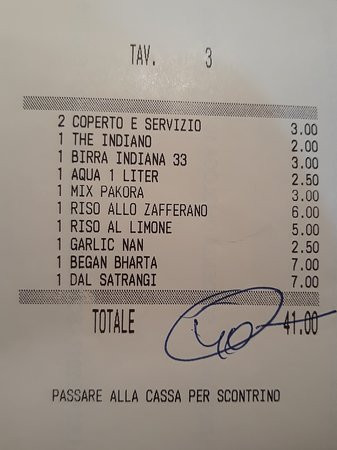 TAV. 3
2 COPERTO E SERVIZIO 3.00
1 THE INDIANO 2.00
1 BIRRA INDIANA 33 3.00
1 AQUA 1 LITER 2.50
1 MIX PAKORA 3.00
1 RISO ALLO ZAFFERANO 6.00
1 RISO AL LIMONE 5.00
1 GARLIC NAN 2.50
1 BEGAN BHARTA 7.00
1 DAL SATRANGI 7.00
TOTALE 41.00
PASSARE ALLA CASSA PER SCONTRINO